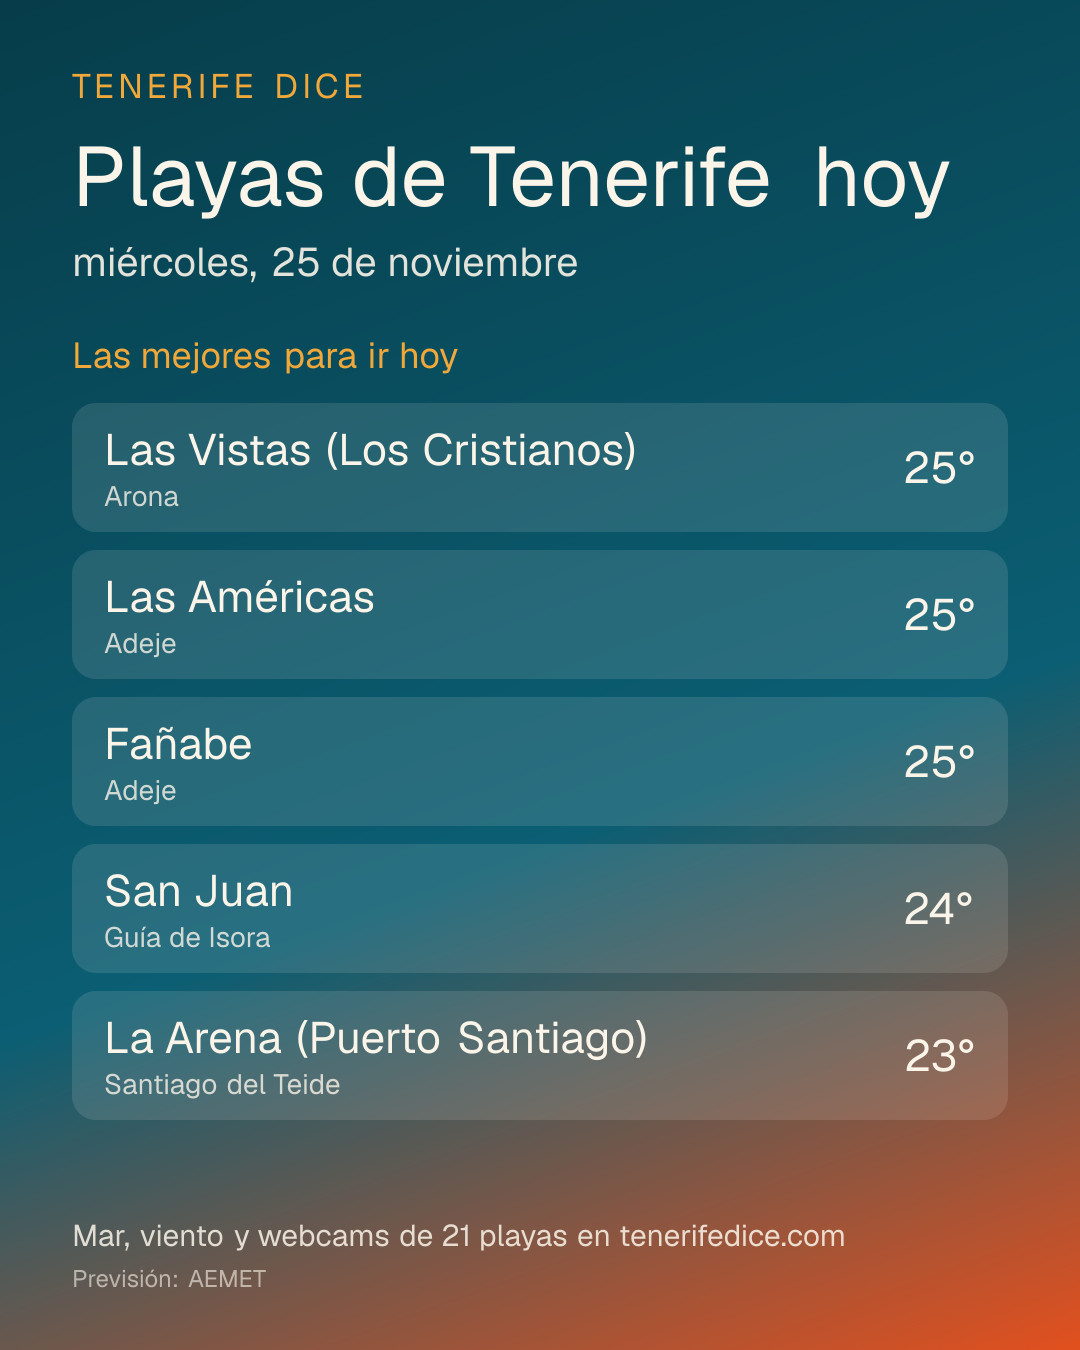 TENERIFE DICE
Playas de Tenerife hoy
miércoles, 25 de noviembre
Las mejores para ir hoy
Las Vistas (Los Cristianos)
Arona
25°
Las Américas
Adeje
25°
Fañabe
Adeje
25°
San Juan
Guía de Isora
24°
La Arena (Puerto Santiago)
Santiago del Teide
23°
Mar, viento y webcams de 21 playas en tenerifedice.com
Previsión: AEMET